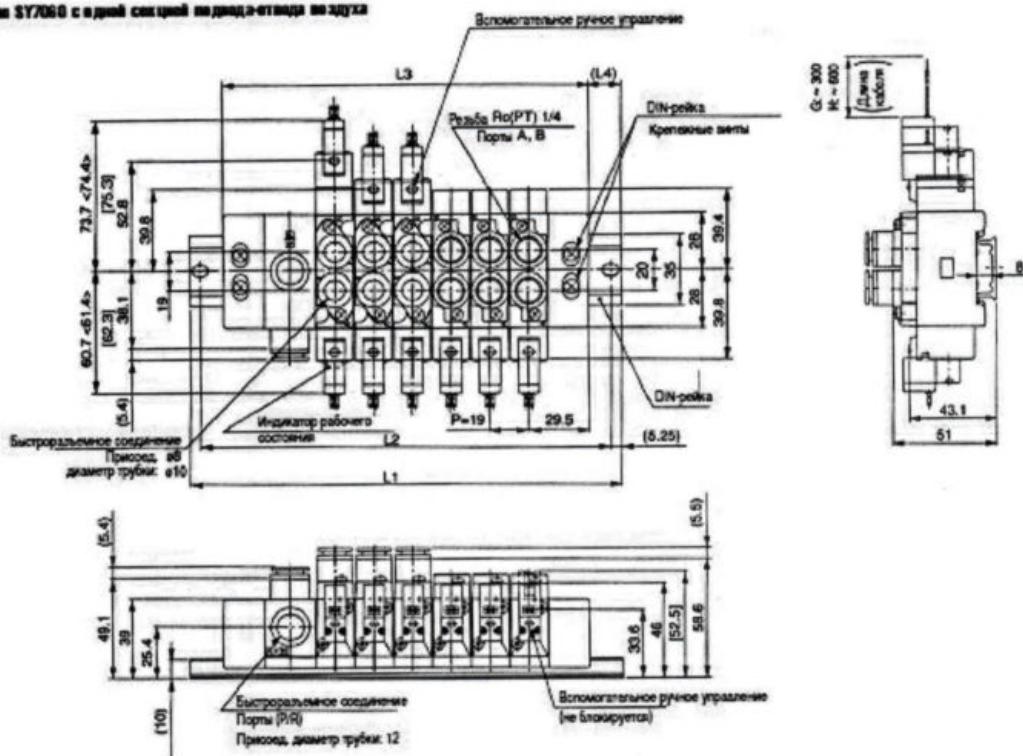 SY7060 с одной секцией подвода-отвода воздуха
Вспомогательное ручное управление
L3
(L4)
Резьба Rc(PT) 1/4
Порты A, B
DIN-рейка
Крепежные винты
G: ≈ 300
H: ≈ 600
(Длина кабеля)
73.7 <74.4>
[75.3]
52.8
39.8
19
60.7 <61.4>
[62.3]
38.1
(5.4)
39.4
26
20
35
26
39.8
8
43.1
51
DIN-рейка
P=19
29.5
Индикатор рабочего
состояния
Быстроразъемное соединение
Присоед. ø8
диаметр трубки: ø10
L2
(5.25)
L1
(5.4)
(5.5)
49.1
39
25.4
(10)
33.6
46
[52.5]
58.6
Быстроразъемное соединение
Порты (P/R)
Присоед. диаметр трубки: 12
Вспомогательное ручное управление
(не блокируется)